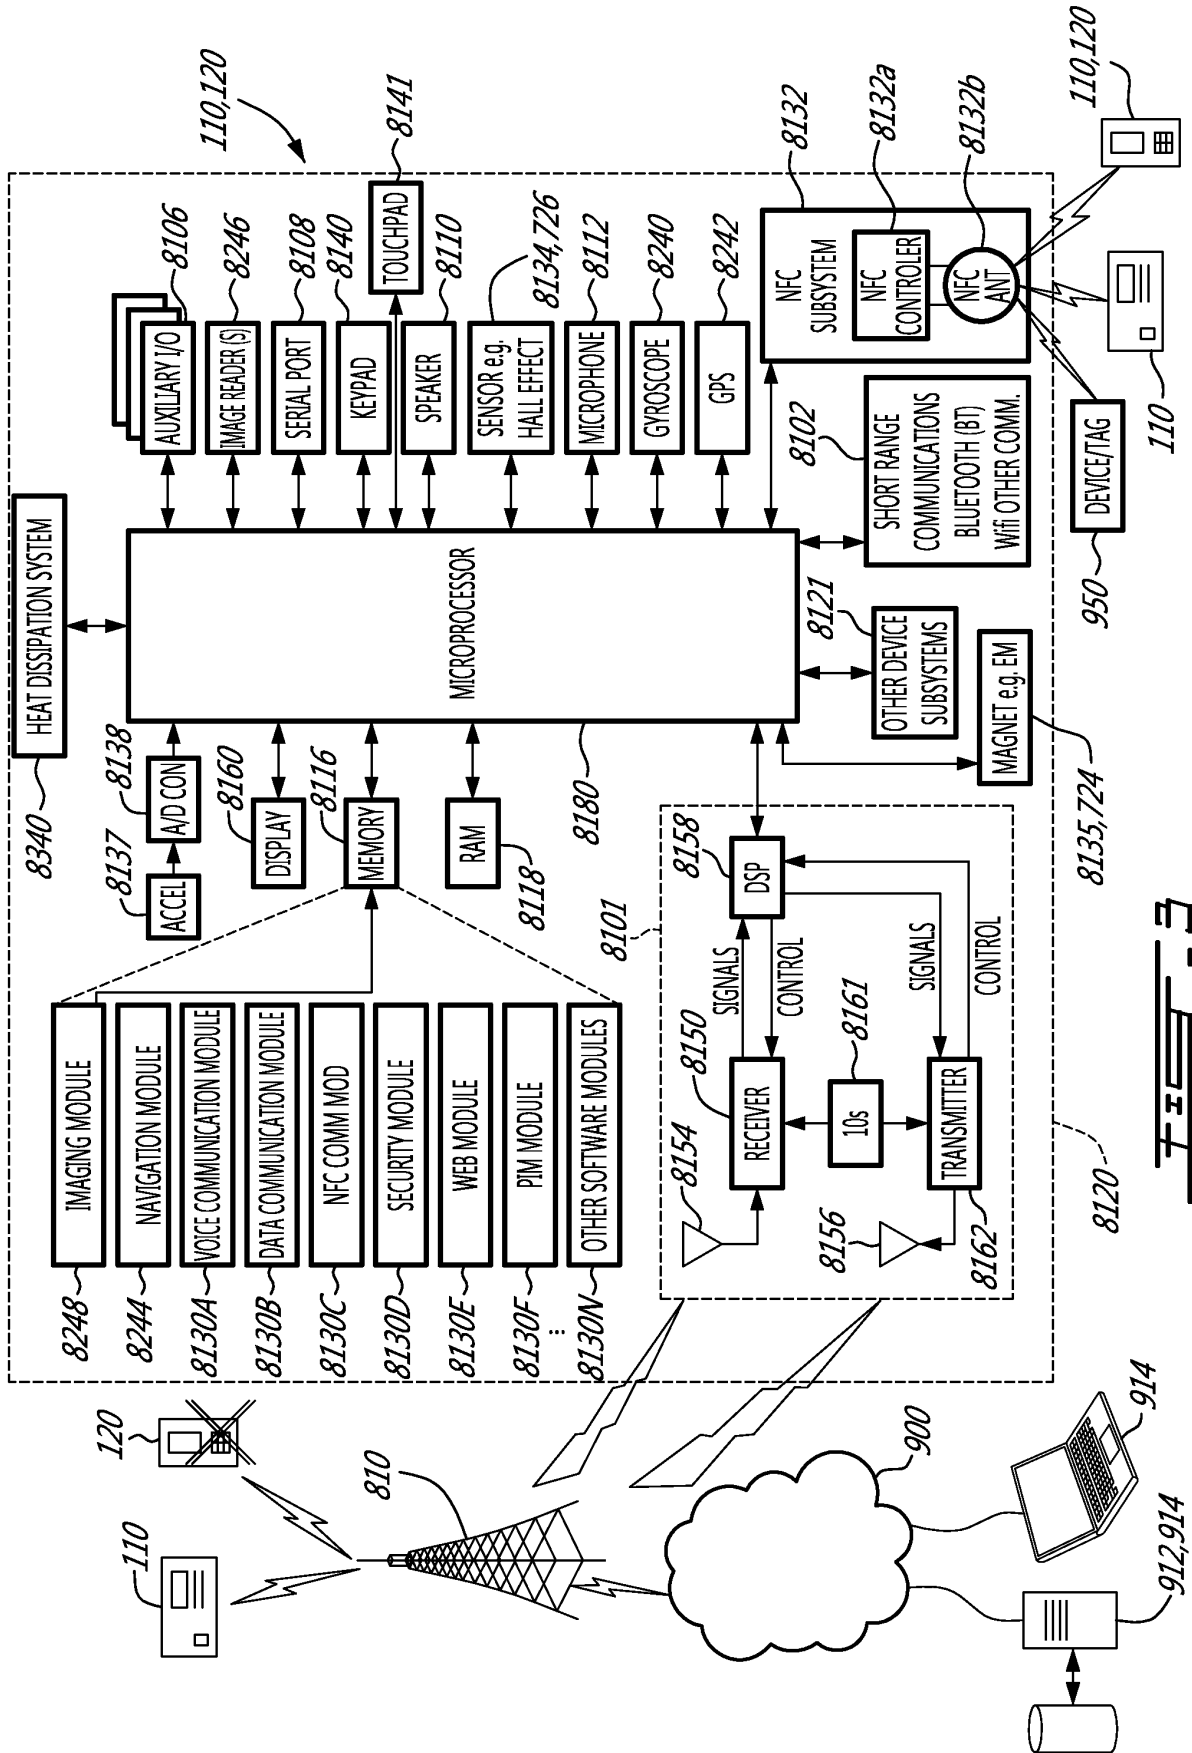 110
120
8248
IMAGING MODULE
8244
NAVIGATION MODULE
8130A
VOICE COMMUNICATION MODULE
8130B
DATA COMMUNICATION MODULE
8130C
NFC COMM MOD
8130D
SECURITY MODULE
8130E
WEB MODULE
8130F
PIM MODULE
...
8130N
OTHER SOFTWARE MODULES
8340
HEAT DISSIPATION SYSTEM
8137
ACCEL
8138
A/D CON
8160
DISPLAY
8116
MEMORY
RAM
8118
8180
MICROPROCESSOR
110,120
AUXILIARY I/O
8106
IMAGE READER (S)
8246
SERIAL PORT
8108
KEYPAD
8140
TOUCHPAD
8141
SPEAKER
8110
SENSOR e.g.
HALL EFFECT
8134,726
MICROPHONE
8112
GYROSCOPE
8240
GPS
8242
810
8101
8154
8150
RECEIVER
SIGNALS
CONTROL
8158
DSP
10s
8161
8156
8162
TRANSMITTER
SIGNALS
CONTROL
OTHER DEVICE
SUBSYSTEMS
8121
MAGNET e.g. EM
8135,724
8102
SHORT RANGE
COMMUNICATIONS
BLUETOOTH (BT)
Wifi OTHER COMM.
NFC
SUBSYSTEM
8132
NFC
CONTROLER
8132a
NFC
ANT
8132b
900
914
912,914
8120
950
DEVICE/TAG
110
110,120